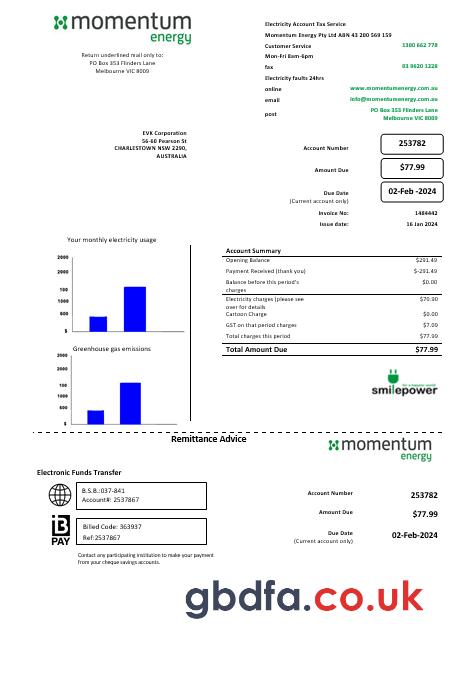 momentum
energy
Return underlined mail only to:
PO Box 353 Flinders Lane
Melbourne VIC 8009
Electricity Account Tax Service
Momentum Energy Pty Ltd ABN 43 200 569 159
Customer Service 1300 662 778
Mon-Fri 8am-6pm
fax 03 9620 1228
Electricity faults 24hrs
online www.momentumenergy.com.au
email info@momentumenergy.com.au
post PO Box 353 Flinders Lane
Melbourne VIC 8009
EVK Corporation
56-60 Pearson St
CHARLESTOWN NSW 2290,
AUSTRALIA
Account Number 253782
Amount Due $77.99
Due Date 02-Feb -2024
(Current account only)
Invoice No: 1484442
Issue date: 16 Jan 2024
Your monthly electricity usage
2000
2000
100
1000
600
$
Greenhouse gas emissions
2000
2000
100
1000
600
$
Account Summary
Opening Balance $291.49
Payment Received (thank you) $-291.49
Balance before this period's $0.00
charges
Electricity charges (please see $70.90
over for details
Cartoon Charge $0.00
GST on that period charges $7.09
Total charges this period $77.99
Total Amount Due $77.99
smilepower
Remittance Advice
momentum
energy
Electronic Funds Transfer
B.S.B.:037-841
Account#: 2537867
B
PAY
Billed Code: 363937
Ref:2537867
Contact any participating institution to make your payment
from your cheque savings accounts.
Account Number 253782
Amount Due $77.99
Due Date 02-Feb-2024
(Current account only)
gbdfa.co.uk